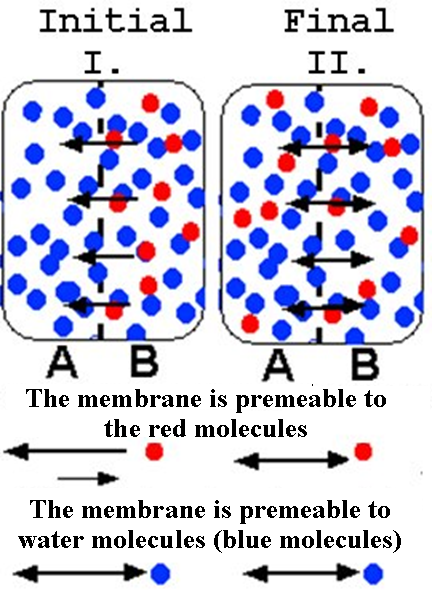 Initial Final
I. II.
A B A B
The membrane is premeable to
the red molecules
The membrane is premeable to
water molecules (blue molecules)